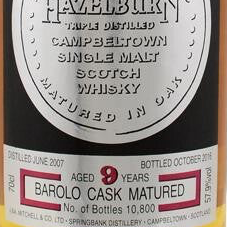 HAZELBURN
TRIPLE DISTILLED
CAMPBELTOWN
SINGLE MALT
SCOTCH
WHISKY
MATURED IN OAK
DISTILLED JUNE 2007
BOTTLED OCTOBER 2016
70cl
AGED 9 YEARS
57.9%vol
BAROLO CASK MATURED
No. of Bottles 10,800
J.&A. MITCHELL & CO. LTD · SPRINGBANK DISTILLERY · CAMPBELTOWN · SCOTLAND